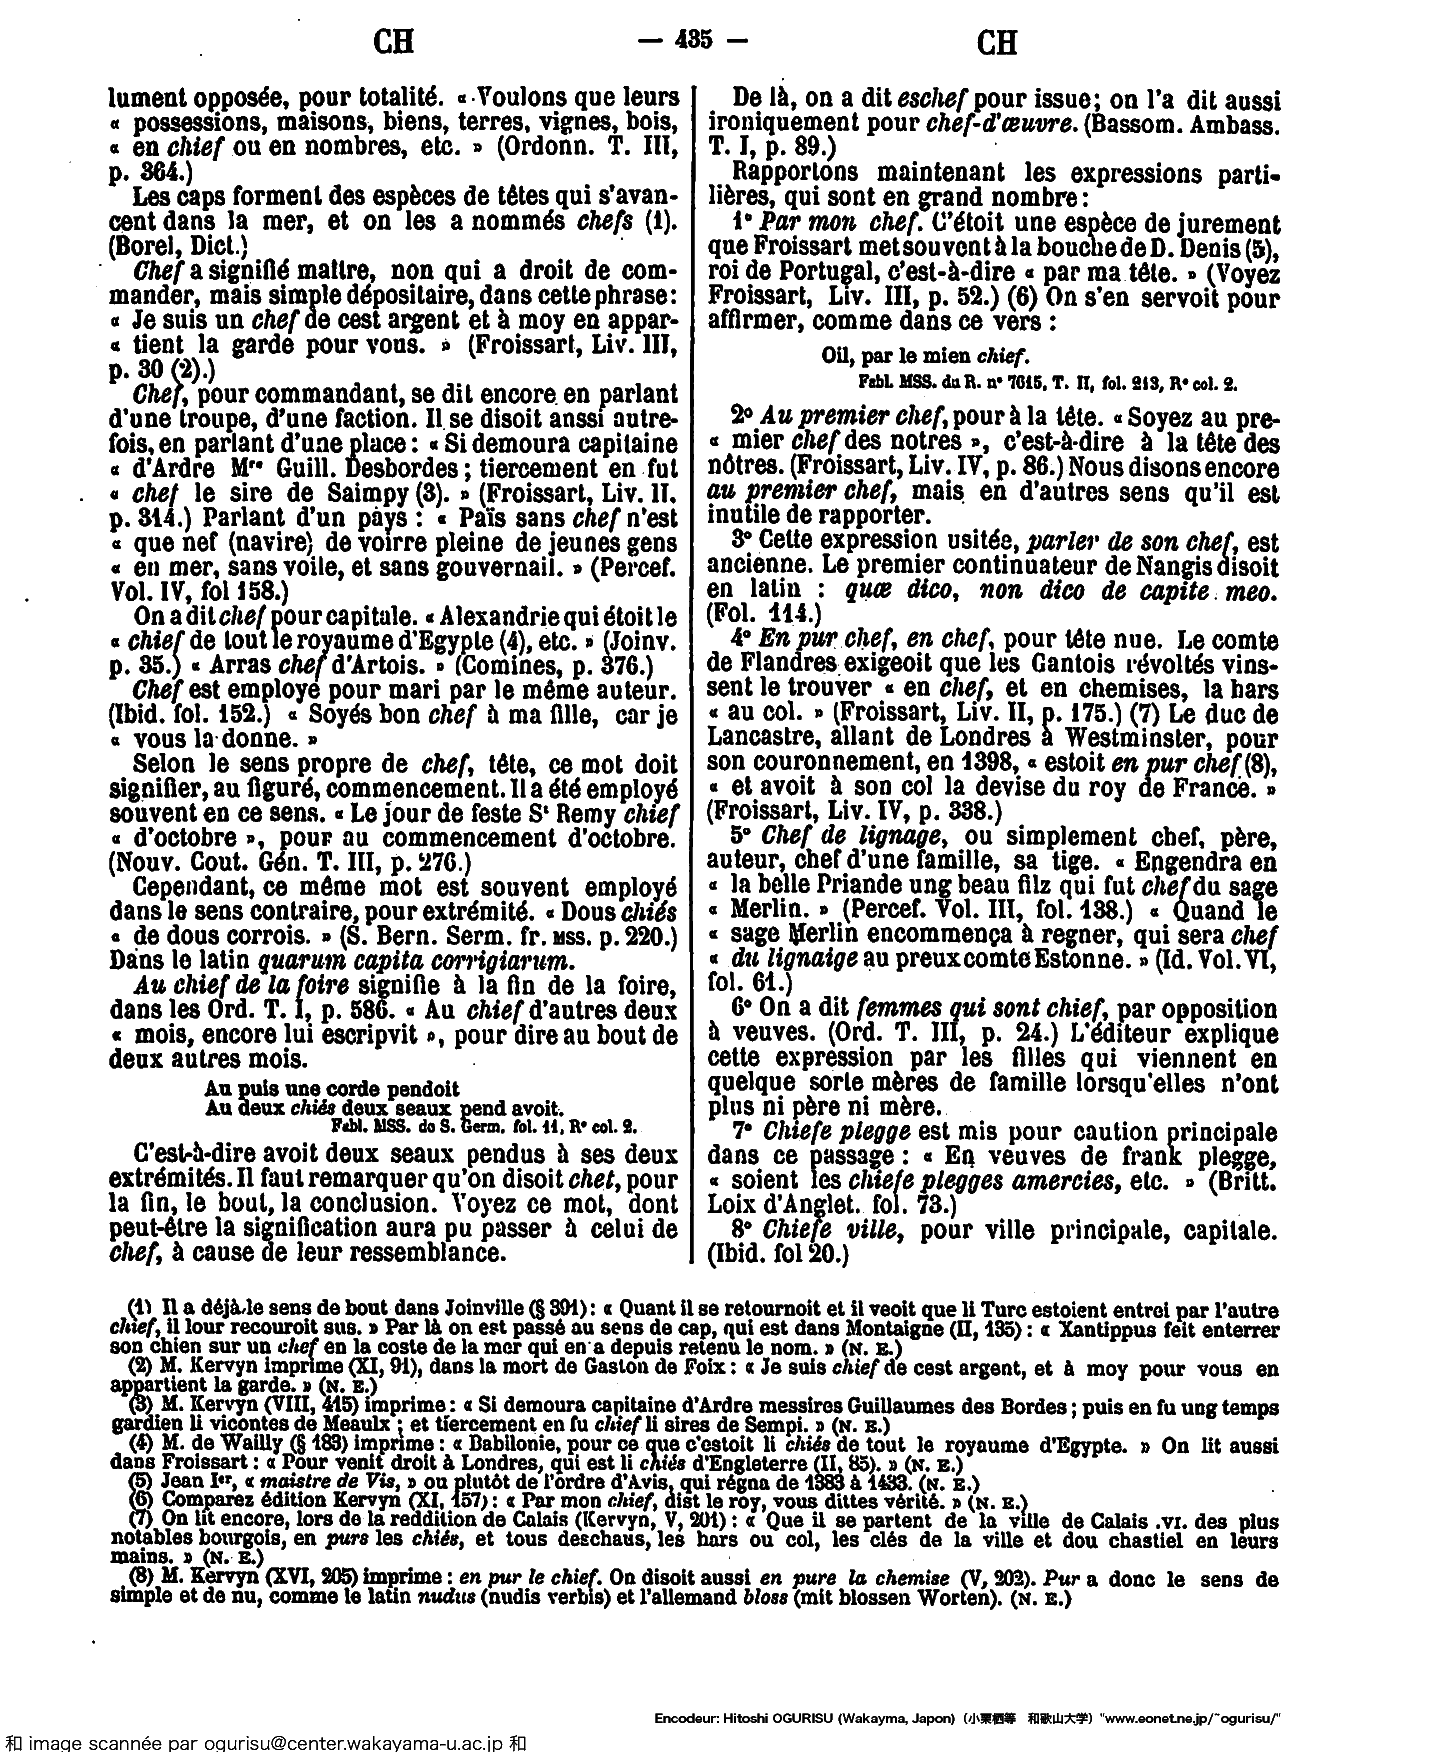 CH — 435 — CH
lument opposée, pour totalité. « Voulons que leurs
« possessions, maisons, biens, terres, vignes, bois,
« en chief ou en nombres, etc. » (Ordonn. T. III,
p. 364.)
Les caps forment des espèces de têtes qui s'avan-
cent dans la mer, et on les a nommés chefs (1).
(Borel, Dict.)
Chef a signifié maître, non qui a droit de com-
mander, mais simple dépositaire, dans cette phrase:
« Je suis un chef de cest argent et à moy en appar-
« tient la garde pour vous. » (Froissart, Liv. III,
p. 30 (2).)
Chef, pour commandant, se dit encore en parlant
d'une troupe, d'une faction. Il se disoit anssi autre-
fois, en parlant d'une place : « Si demoura capitaine
« d'Ardre Mre Guill. Desbordes ; tiercement en fut
« chef le sire de Saimpy (3). » (Froissart, Liv. II,
p. 314.) Parlant d'un pays : « Païs sans chef n'est
« que nef (navire) de voirre pleine de jeunes gens
« en mer, sans voile, et sans gouvernail. » (Percef.
Vol. IV, fol 158.)
On a dit chef pour capitale. « Alexandrie qui étoit le
« chief de tout le royaume d'Egypte (4), etc. » (Joinv.
p. 35.) « Arras chef d'Artois. » (Comines, p. 376.)
Chef est employé pour mari par le même auteur.
(Ibid. fol. 152.) « Soyés bon chef à ma fille, car je
« vous la donne. »
Selon le sens propre de chef, tête, ce mot doit
signifier, au figuré, commencement. Il a été employé
souvent en ce sens. « Le jour de feste St Remy chief
« d'octobre », pour au commencement d'octobre.
(Nouv. Cout. Gén. T. III, p. 276.)
Cependant, ce même mot est souvent employé
dans le sens contraire, pour extrémité. « Dous chiés
« de dous corrois. » (S. Bern. Serm. fr. MSS. p. 220.)
Dans le latin quarum capita corrigiarum.
Au chief de la foire signifie à la fin de la foire,
dans les Ord. T. I, p. 586. « Au chief d'autres deux
« mois, encore lui escripvit », pour dire au bout de
deux autres mois.
Au puis une corde pendoit
Au deux chiés deux seaux pend avoit.
Fabl. MSS. de S. Germ. fol. 11, R° col. 2.
C'est-à-dire avoit deux seaux pendus à ses deux
extrémités. Il faut remarquer qu'on disoit chet, pour
la fin, le bout, la conclusion. Voyez ce mot, dont
peut-être la signification aura pu passer à celui de
chef, à cause de leur ressemblance.
De là, on a dit eschef pour issue ; on l'a dit aussi
ironiquement pour chef-d'œuvre. (Bassom. Ambass.
T. I, p. 89.)
Rapportons maintenant les expressions parti-
lières, qui sont en grand nombre :
1° Par mon chef. C'étoit une espèce de jurement
que Froissart met souvent à la bouche de D. Denis (5),
roi de Portugal, c'est-à-dire « par ma tête. » (Voyez
Froissart, Liv. III, p. 52.) (6) On s'en servoit pour
affirmer, comme dans ce vers :
Oil, par le mien chief.
Fabl. MSS. du R. n° 7615, T. II, fol. 213, R° col. 2.
2° Au premier chef, pour à la tête. « Soyez au pre-
« mier chef des notres », c'est-à-dire à la tête des
nôtres. (Froissart, Liv. IV, p. 86.) Nous disons encore
au premier chef, mais en d'autres sens qu'il est
inutile de rapporter.
3° Cette expression usitée, parler de son chef, est
ancienne. Le premier continuateur de Nangis disoit
en latin : quæ dico, non dico de capite meo.
(Fol. 114.)
4° En pur chef, en chef, pour tête nue. Le comte
de Flandres exigeoit que les Gantois révoltés vins-
sent le trouver « en chef, et en chemises, la hars
« au col. » (Froissart, Liv. II, p. 175.) (7) Le duc de
Lancastre, allant de Londres à Westminster, pour
son couronnement, en 1398, « estoit en pur chef (8),
« et avoit à son col la devise du roy de France. »
(Froissart, Liv. IV, p. 338.)
5° Chef de lignage, ou simplement chef, père,
auteur, chef d'une famille, sa tige. « Engendra en
« la belle Priande ung beau filz qui fut chef du sage
« Merlin. » (Percef. Vol. III, fol. 138.) « Quand le
« sage Merlin encommença à regner, qui sera chef
« du lignaige au preux comte Estonne. » (Id. Vol. VI,
fol. 61.)
6° On a dit femmes qui sont chief, par opposition
à veuves. (Ord. T. III, p. 24.) L'éditeur explique
cette expression par les filles qui viennent en
quelque sorte mères de famille lorsqu'elles n'ont
plus ni père ni mère.
7° Chiefe plegge est mis pour caution principale
dans ce passage : « En veuves de frank plegge,
« soient les chiefe plegges amercies, etc. » (Britt.
Loix d'Anglet. fol. 73.)
8° Chiefe ville, pour ville principale, capitale.
(Ibid. fol 20.)
(1) Il a déjà le sens de bout dans Joinville (§ 391) : « Quant il se retournoit et il veoit que li Turc estoient entrei par l'autre
chief, il lour recouroit sus. » Par là on est passé au sens de cap, qui est dans Montaigne (II, 135) : « Xantippus feit enterrer
son chien sur un chef en la coste de la mer qui en a depuis retenu le nom. » (N. E.)
(2) M. Kervyn imprime (XI, 91), dans la mort de Gaston de Foix : « Je suis chief de cest argent, et à moy pour vous en
appartient la garde. » (N. E.)
(3) M. Kervyn (VIII, 415) imprime : « Si demoura capitaine d'Ardre messires Guillaumes des Bordes ; puis en fu ung temps
gardien li vicontes de Meaulx ; et tiercement en fu chief li sires de Sempi. » (N. E.)
(4) M. de Wailly (§ 183) imprime : « Babilonie, pour ce que c'estoit li chiés de tout le royaume d'Egypte. » On lit aussi
dans Froissart : « Pour venit droit à Londres, qui est li chiés d'Engleterre (II, 85). » (N. E.)
(5) Jean Ier, « maistre de Vis, » ou plutôt de l'ordre d'Avis, qui régna de 1383 à 1433. (N. E.)
(6) Comparez édition Kervyn (XI, 157) : « Par mon chief, dist le roy, vous dittes vérité. » (N. E.)
(7) On lit encore, lors de la reddition de Calais (Kervyn, V, 201) : « Que il se partent de la ville de Calais .VI. des plus
notables bourgois, en purs les chiés, et tous deschaus, les hars ou col, les clés de la ville et dou chastiel en leurs
mains. » (N. E.)
(8) M. Kervyn (XVI, 205) imprime : en pur le chief. On disoit aussi en pure la chemise (V, 202). Pur a donc le sens de
simple et de nu, comme le latin nudus (nudis verbis) et l'allemand bloss (mit blossen Worten). (N. E.)
Encodeur: Hitoshi OGURISU (Wakayma, Japon) (小栗栖等 和歌山大学) "www.eonet.ne.jp/~ogurisu/"
和 image scannée par ogurisu@center.wakayama-u.ac.jp 和